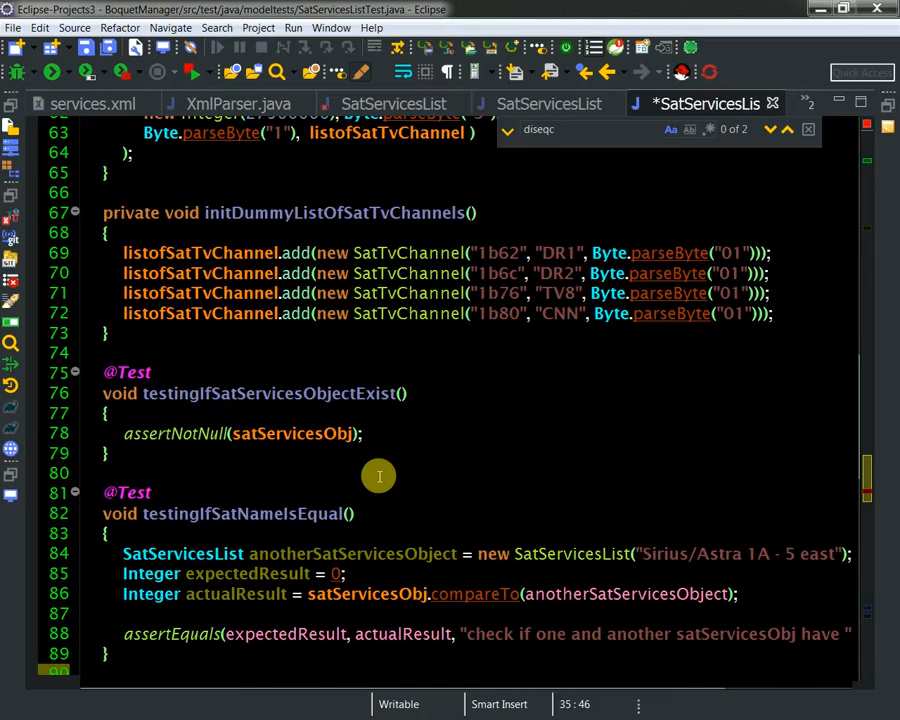 Eclipse-Projects3 - BoquetManager/src/test/java/modeltests/SatServicesListTest.java - Eclipse
File Edit Source Refactor Navigate Search Project Run Window Help
Quick Access
services.xml XmlParser.java SatServicesList SatServicesList *SatServicesLis »2
diseqc Aa Ab .* 0 of 2
63 Byte.parseByte("1"), listofSatTvChannel )
64 );
65 }
66
67 private void initDummyListOfSatTvChannels()
68 {
69 listofSatTvChannel.add(new SatTvChannel("1b62", "DR1", Byte.parseByte("01")));
70 listofSatTvChannel.add(new SatTvChannel("1b6c", "DR2", Byte.parseByte("01")));
71 listofSatTvChannel.add(new SatTvChannel("1b76", "TV8", Byte.parseByte("01")));
72 listofSatTvChannel.add(new SatTvChannel("1b80", "CNN", Byte.parseByte("01")));
73 }
74
75 @Test
76 void testingIfSatServicesObjectExist()
77 {
78 assertNotNull(satServicesObj);
79 }
80
81 @Test
82 void testingIfSatNameIsEqual()
83 {
84 SatServicesList anotherSatServicesObject = new SatServicesList("Sirius/Astra 1A - 5 east");
85 Integer expectedResult = 0;
86 Integer actualResult = satServicesObj.compareTo(anotherSatServicesObject);
87
88 assertEquals(expectedResult, actualResult, "check if one and another satServicesObj have "
89 }
90
Writable Smart Insert 35 : 46